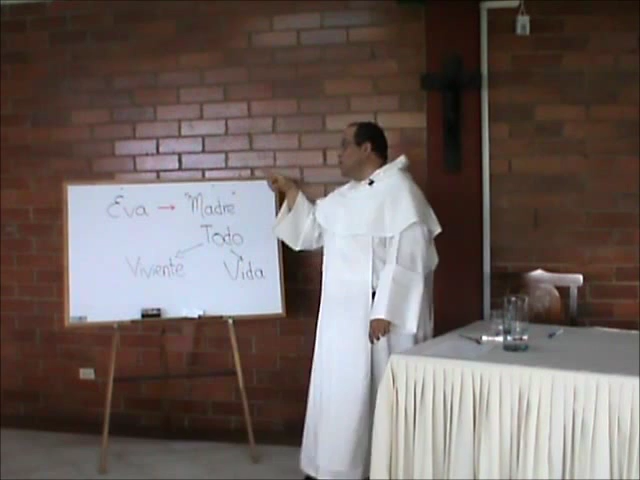 Eva → "Madre"
Todo
Viviente Vida